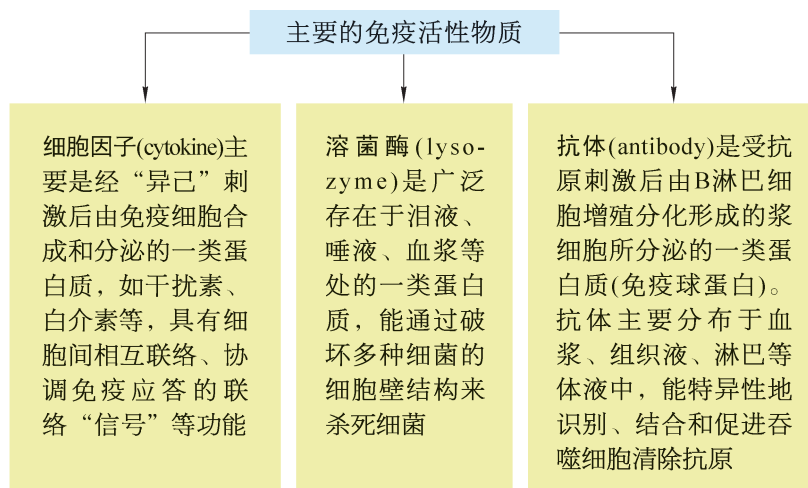 主要的免疫活性物质
细胞因子(cytokine)主
要是经“异己”刺
激后由免疫细胞合
成和分泌的一类蛋
白质，如干扰素、
白介素等，具有细
胞间相互联络、协
调免疫应答的联
络“信号”等功能
溶菌酶(lyso-
zyme)是广泛
存在于泪液、
唾液、血浆等
处的一类蛋白
质，能通过破
坏多种细菌的
细胞壁结构来
杀死细菌
抗体(antibody)是受抗
原刺激后由B淋巴细
胞增殖分化形成的浆
细胞所分泌的一类蛋
白质(免疫球蛋白)。
抗体主要分布于血
浆、组织液、淋巴等
体液中，能特异性地
识别、结合和促进吞
噬细胞清除抗原